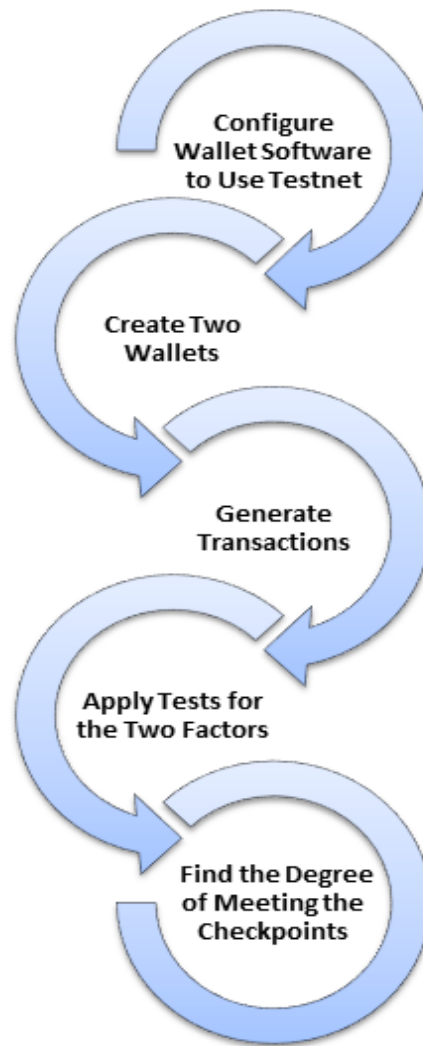 Configure
Wallet Software
to Use Testnet
Create Two
Wallets
Generate
Transactions
Apply Tests for
the Two Factors
Find the Degree
of Meeting the
Checkpoints